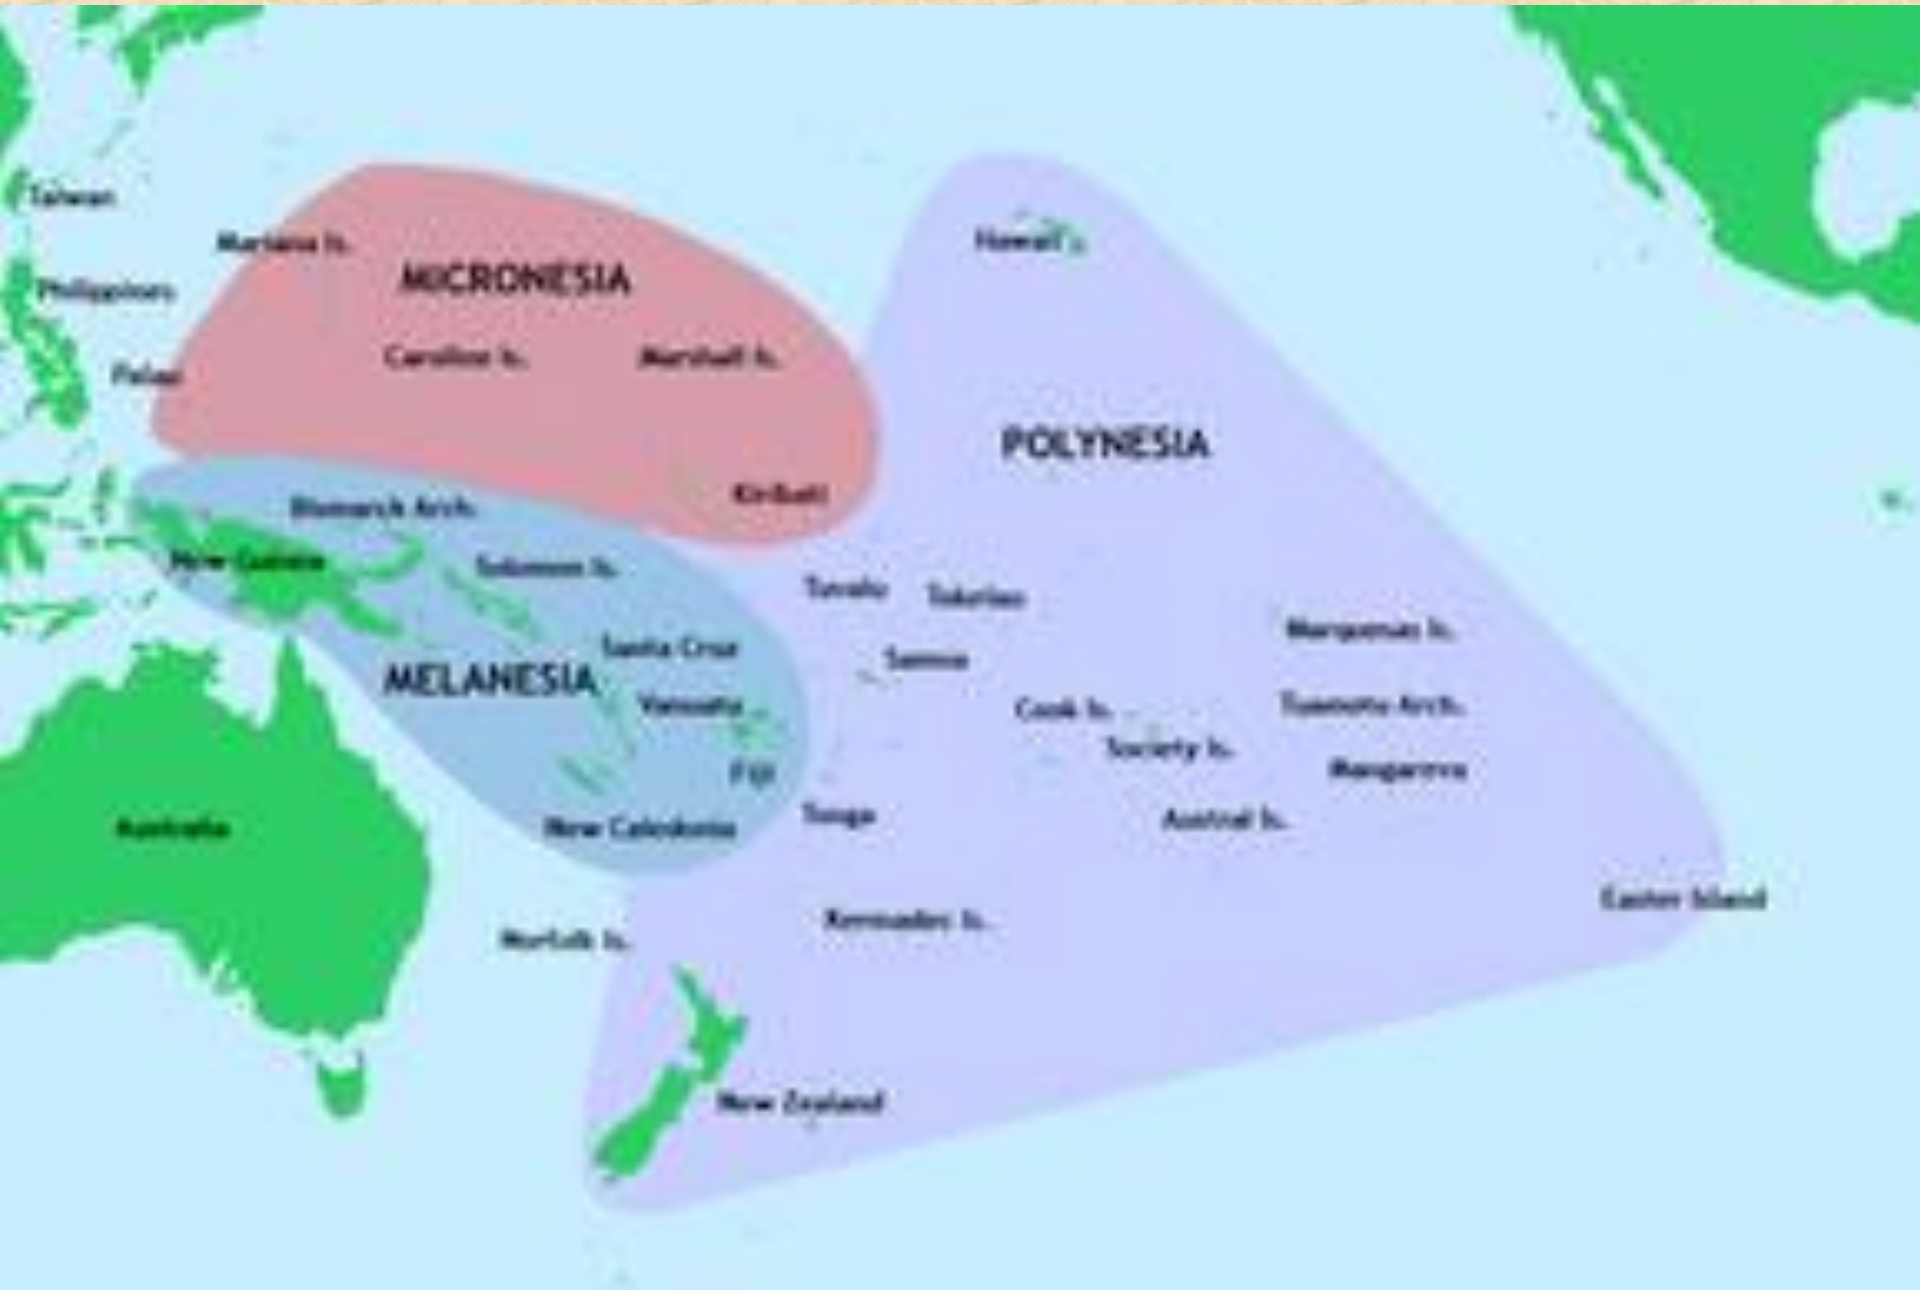 Taiwan
Mariana Is.
Hawaii
MICRONESIA
Philippines
Caroline Is.
Marshall Is.
Palau
POLYNESIA
Kiribati
Bismarck Arch.
New Guinea
Solomon Is.
Tuvalu
Tokelau
Marquesas Is.
Santa Cruz
Samoa
MELANESIA
Vanuatu
Cook Is.
Tuamotu Arch.
Society Is.
Fiji
Mangareva
Tonga
Austral Is.
Australia
New Caledonia
Easter Island
Kermadec Is.
Norfolk Is.
New Zealand